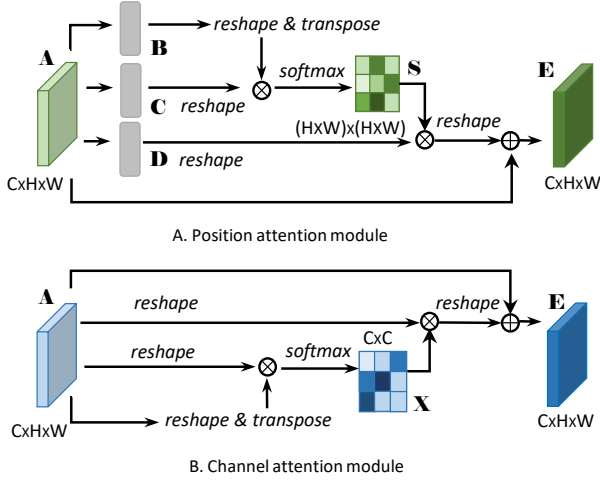 reshape & transpose
B
A
softmax
S
E
C
reshape
(HxW)x(HxW)
reshape
D
reshape
CxHxW
CxHxW
A. Position attention module
A
reshape
reshape
E
CxC
reshape
softmax
X
CxHxW
reshape & transpose
CxHxW
B. Channel attention module